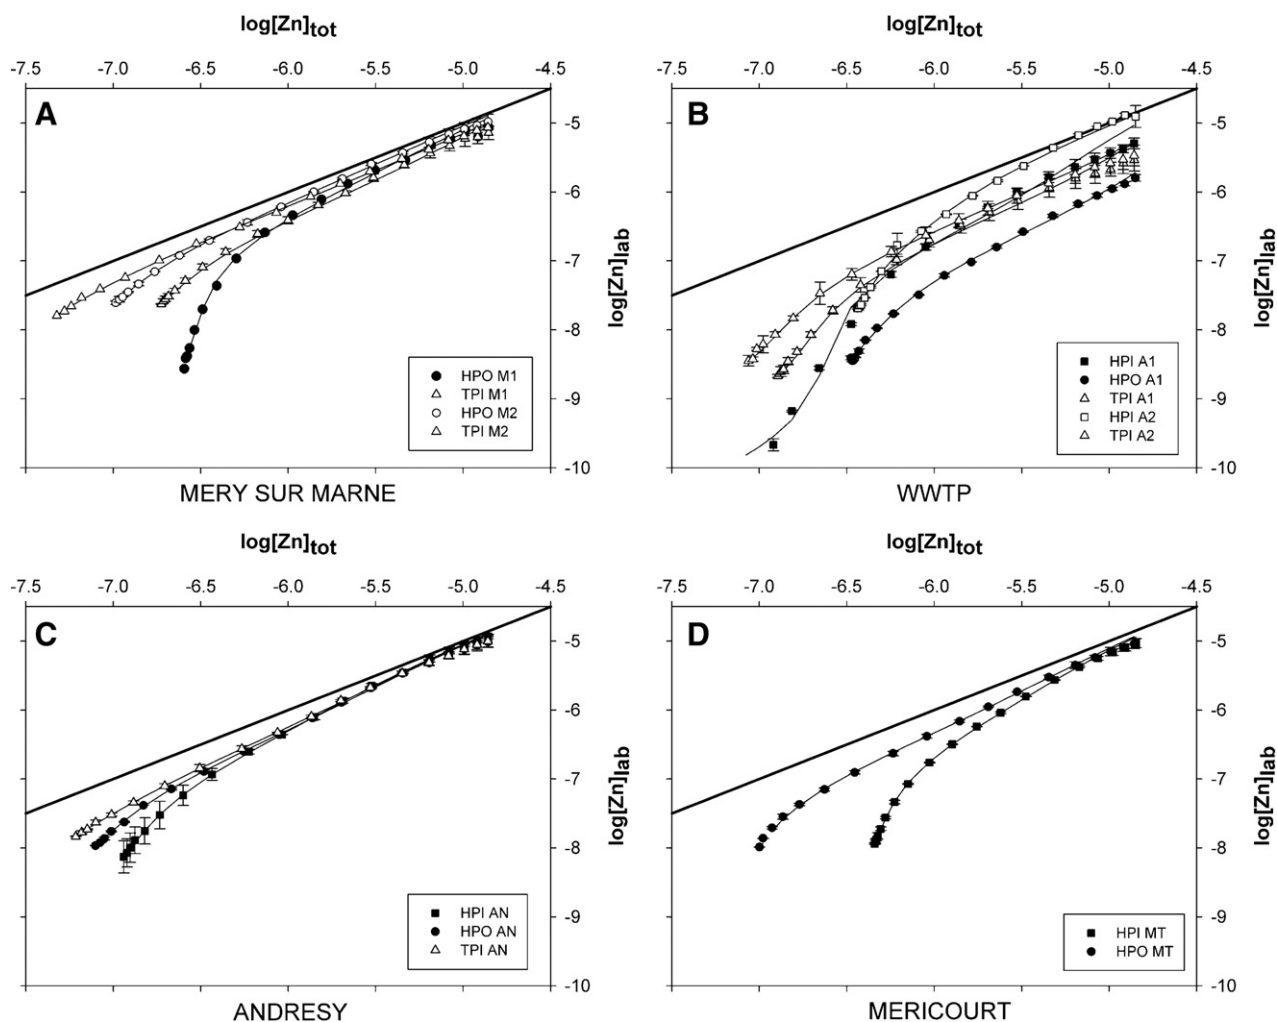 log[Zn]tot
-7.5 -7.0 -6.5 -6.0 -5.5 -5.0 -4.5
A
-5
-6
-7
-8
-9
-10
log[Zn]lab
HPO M1
TPI M1
HPO M2
TPI M2
MERY SUR MARNE
log[Zn]tot
-7.5 -7.0 -6.5 -6.0 -5.5 -5.0 -4.5
B
-5
-6
-7
-8
-9
-10
log[Zn]lab
HPI A1
HPO A1
TPI A1
HPI A2
TPI A2
WWTP
log[Zn]tot
-7.5 -7.0 -6.5 -6.0 -5.5 -5.0 -4.5
C
-5
-6
-7
-8
-9
-10
log[Zn]lab
HPI AN
HPO AN
TPI AN
ANDRESY
log[Zn]tot
-7.5 -7.0 -6.5 -6.0 -5.5 -5.0 -4.5
D
-5
-6
-7
-8
-9
-10
log[Zn]lab
HPI MT
HPO MT
MERICOURT